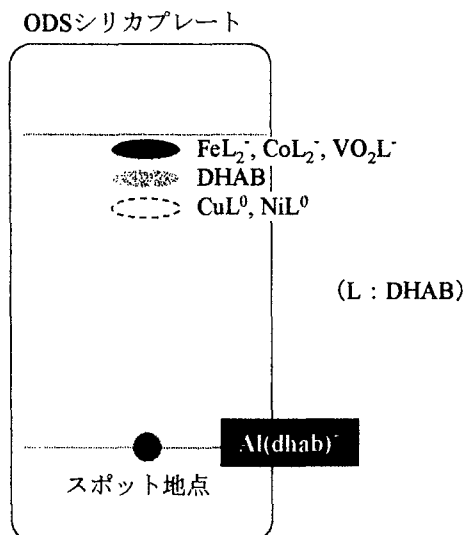 ODSシリカプレート
FeL₂⁻, CoL₂⁻, VO₂L⁻
DHAB
CuL⁰, NiL⁰
(L : DHAB)
Al(dhab)⁻
スポット地点